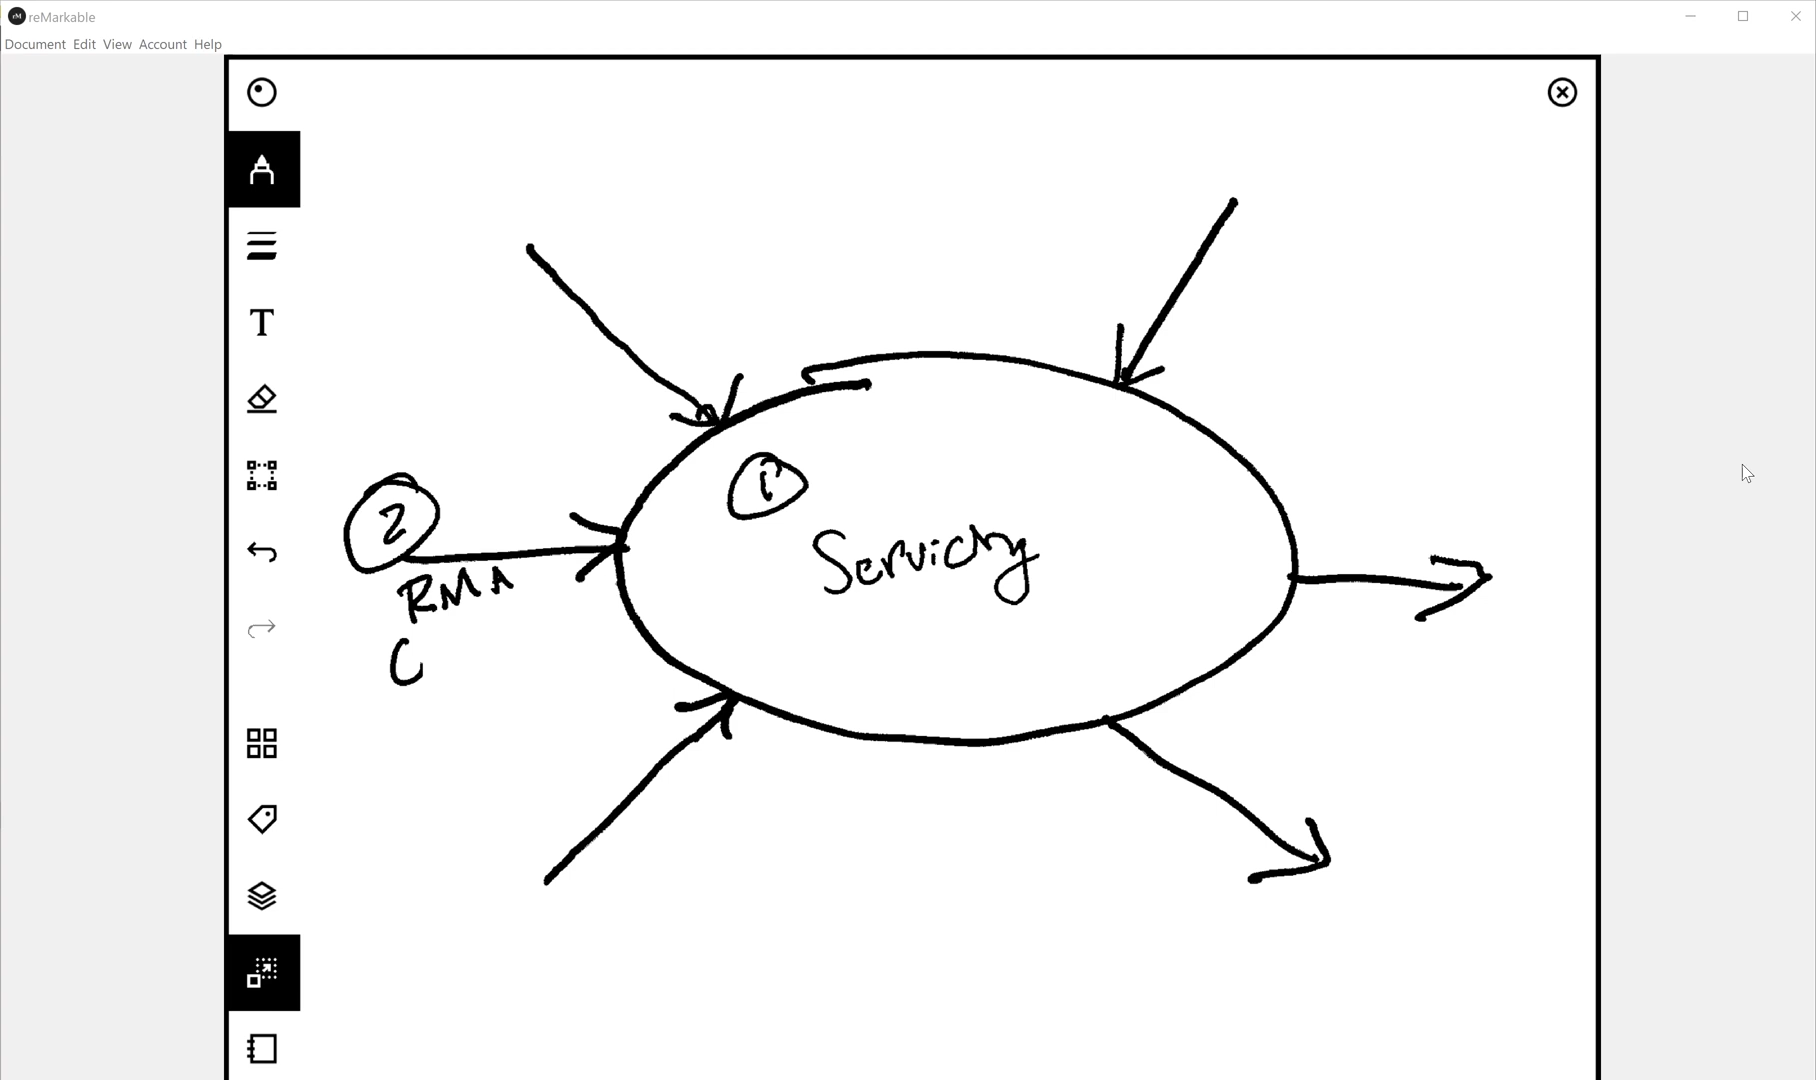 reMarkable
Document Edit View Account Help
T
1
2
Servicing
RMA
C